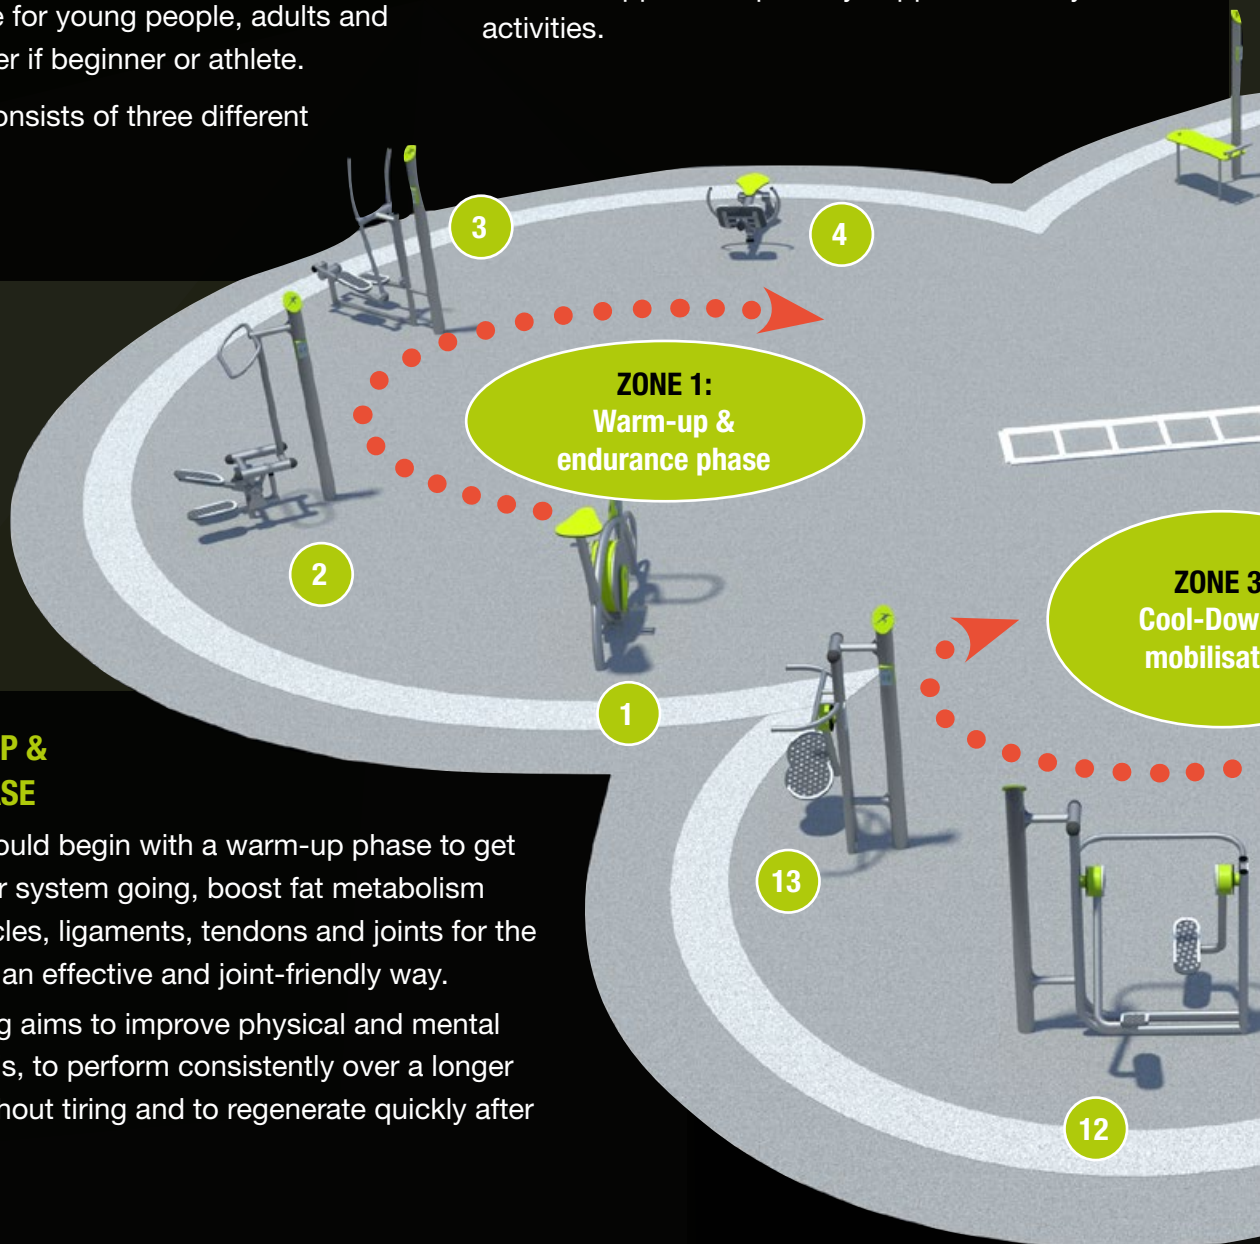 e for young people, adults and
er if beginner or athlete.
onsists of three different
activities.
3
4
ZONE 1:
Warm-up &
endurance phase
2
1
ZONE 3
Cool-Dow
mobilisat
13
12
P &
SE
ould begin with a warm-up phase to get
r system going, boost fat metabolism
cles, ligaments, tendons and joints for the
an effective and joint-friendly way.
g aims to improve physical and mental
s, to perform consistently over a longer
hout tiring and to regenerate quickly after